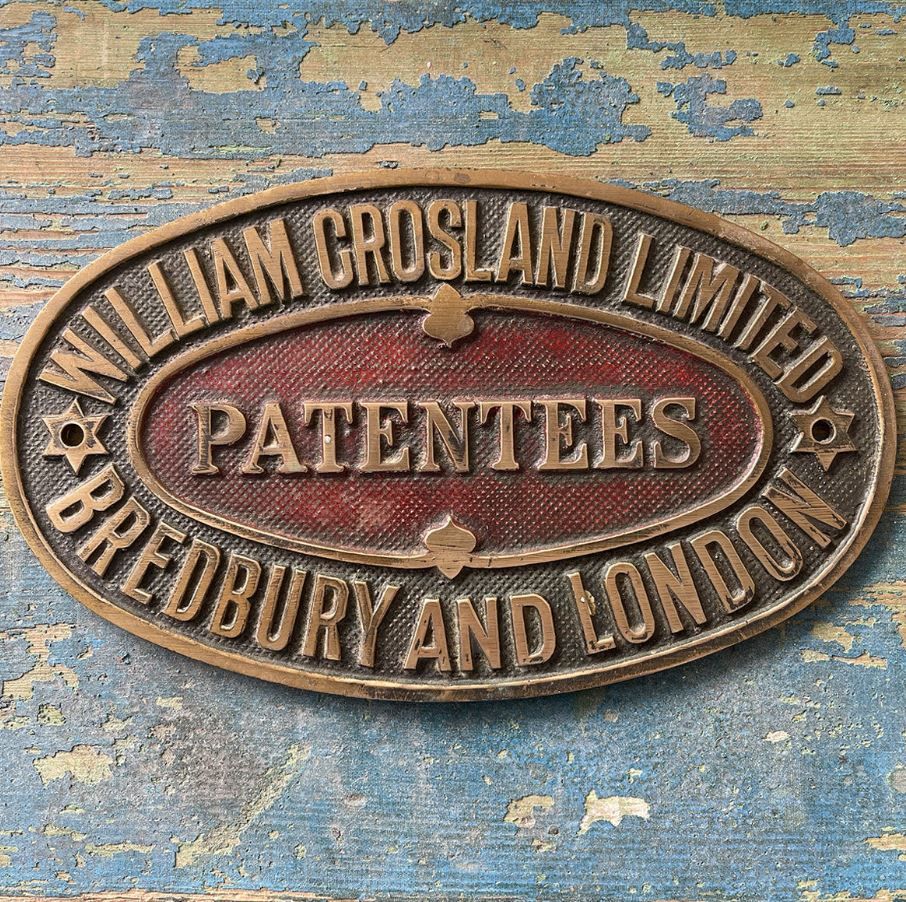 WILLIAM CROSLAND LIMITED
PATENTEES
BREDBURY AND LONDON